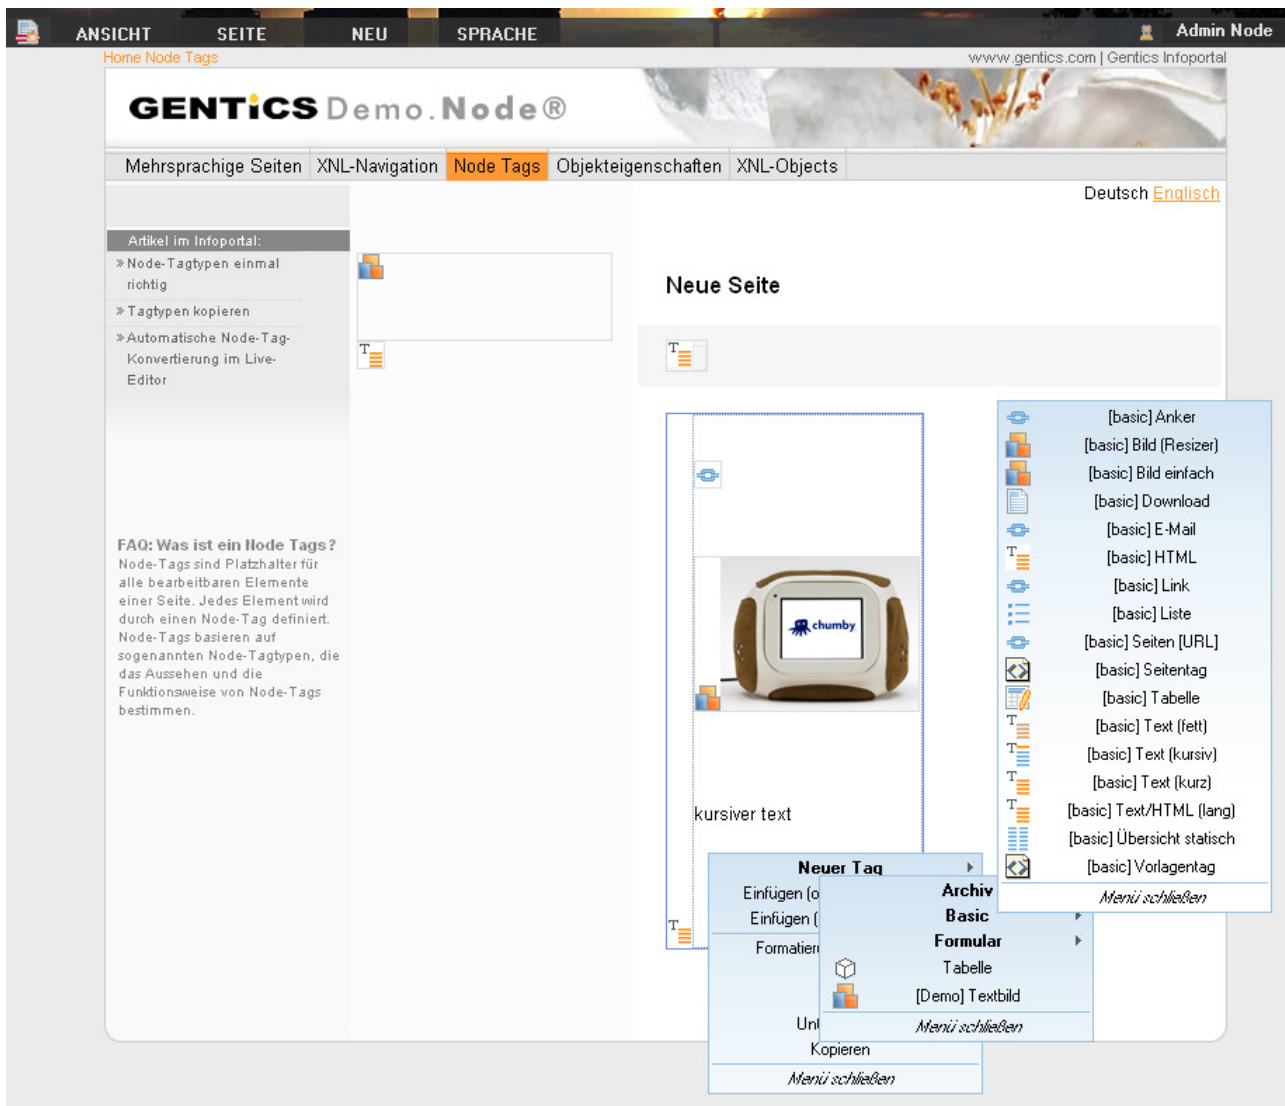 ANSICHT SEITE NEU SPRACHE Admin Node
Home Node Tags www.gentics.com | Gentics Infoportal
GENTiCS Demo.Node®
Mehrsprachige Seiten XNL-Navigation Node Tags Objekteigenschaften XNL-Objects
Deutsch Englisch
Artikel im Infoportal:
» Node-Tagtypen einmal
richtig
» Tagtypen kopieren
» Automatische Node-Tag-
Konvertierung im Live-
Editor
FAQ: Was ist ein Node Tags?
Node-Tags sind Platzhalter für
alle bearbeitbaren Elemente
einer Seite. Jedes Element wird
durch einen Node-Tag definiert.
Node-Tags basieren auf
sogenannten Node-Tagtypen, die
das Aussehen und die
Funktionsweise von Node-Tags
bestimmen.
Neue Seite
chumby
kursiver text
Neuer Tag
Einfügen (o
Einfügen (
Formatier
Unt
Kopieren
Menü schließen
Archiv
Basic
Formular
Tabelle
[Demo] Textbild
Menü schließen
[basic] Anker
[basic] Bild (Resizer)
[basic] Bild einfach
[basic] Download
[basic] E-Mail
[basic] HTML
[basic] Link
[basic] Liste
[basic] Seiten [URL]
[basic] Seitentag
[basic] Tabelle
[basic] Text (fett)
[basic] Text (kursiv)
[basic] Text (kurz)
[basic] Text/HTML (lang)
[basic] Übersicht statisch
[basic] Vorlagentag
Menü schließen